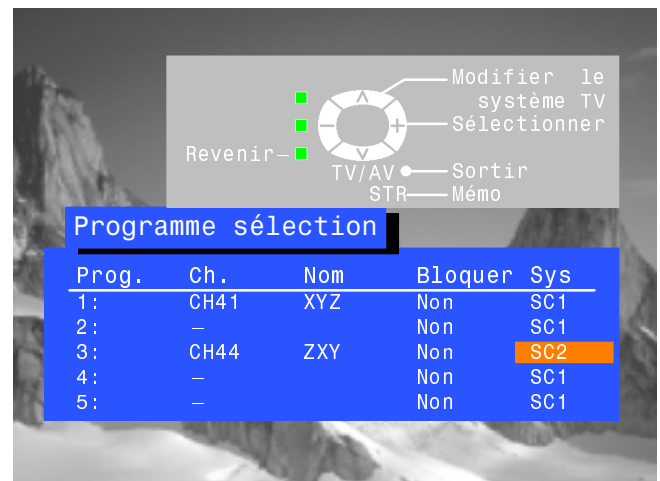 Modifier le
système TV
Sélectionner
Revenir
TV/AV Sortir
STR Mémo
Programme sélection
Prog. Ch. Nom Bloquer Sys
1: CH41 XYZ Non SC1
2: – Non SC1
3: CH44 ZXY Non SC2
4: – Non SC1
5: – Non SC1